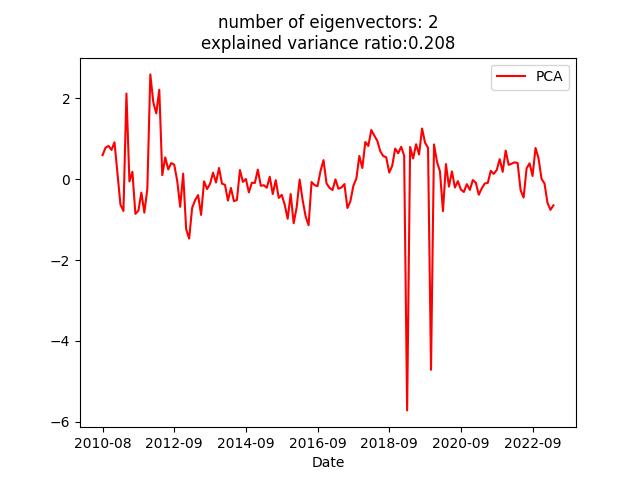 number of eigenvectors: 2
explained variance ratio:0.208
PCA
2
0
−2
−4
−6
2010-08 2012-09 2014-09 2016-09 2018-09 2020-09 2022-09
Date